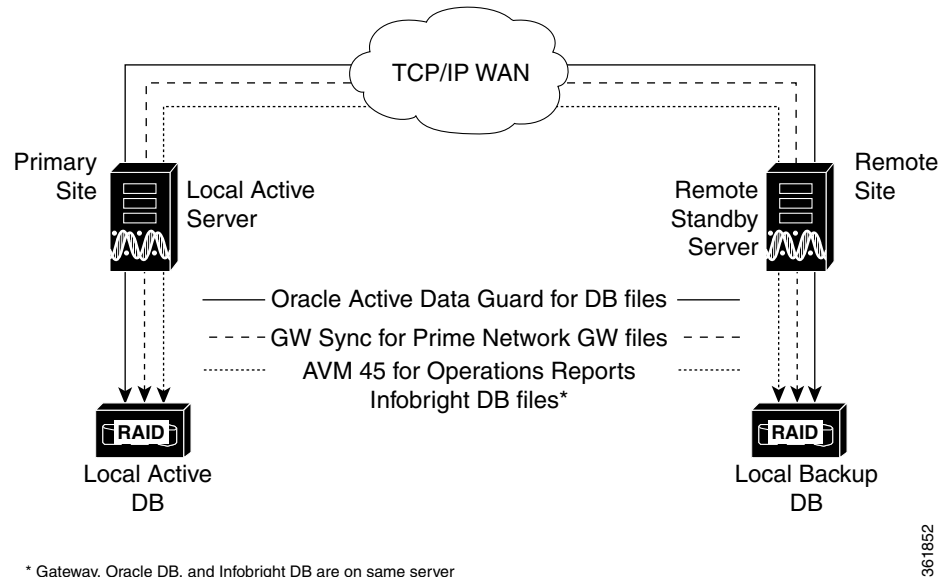 TCP/IP WAN
Primary
Site
Local Active
Server
Remote
Standby
Server
Remote
Site
Oracle Active Data Guard for DB files
GW Sync for Prime Network GW files
AVM 45 for Operations Reports
Infobright DB files*
RAID
Local Active
DB
RAID
Local Backup
DB
361852
* Gateway, Oracle DB, and Infobright DB are on same server